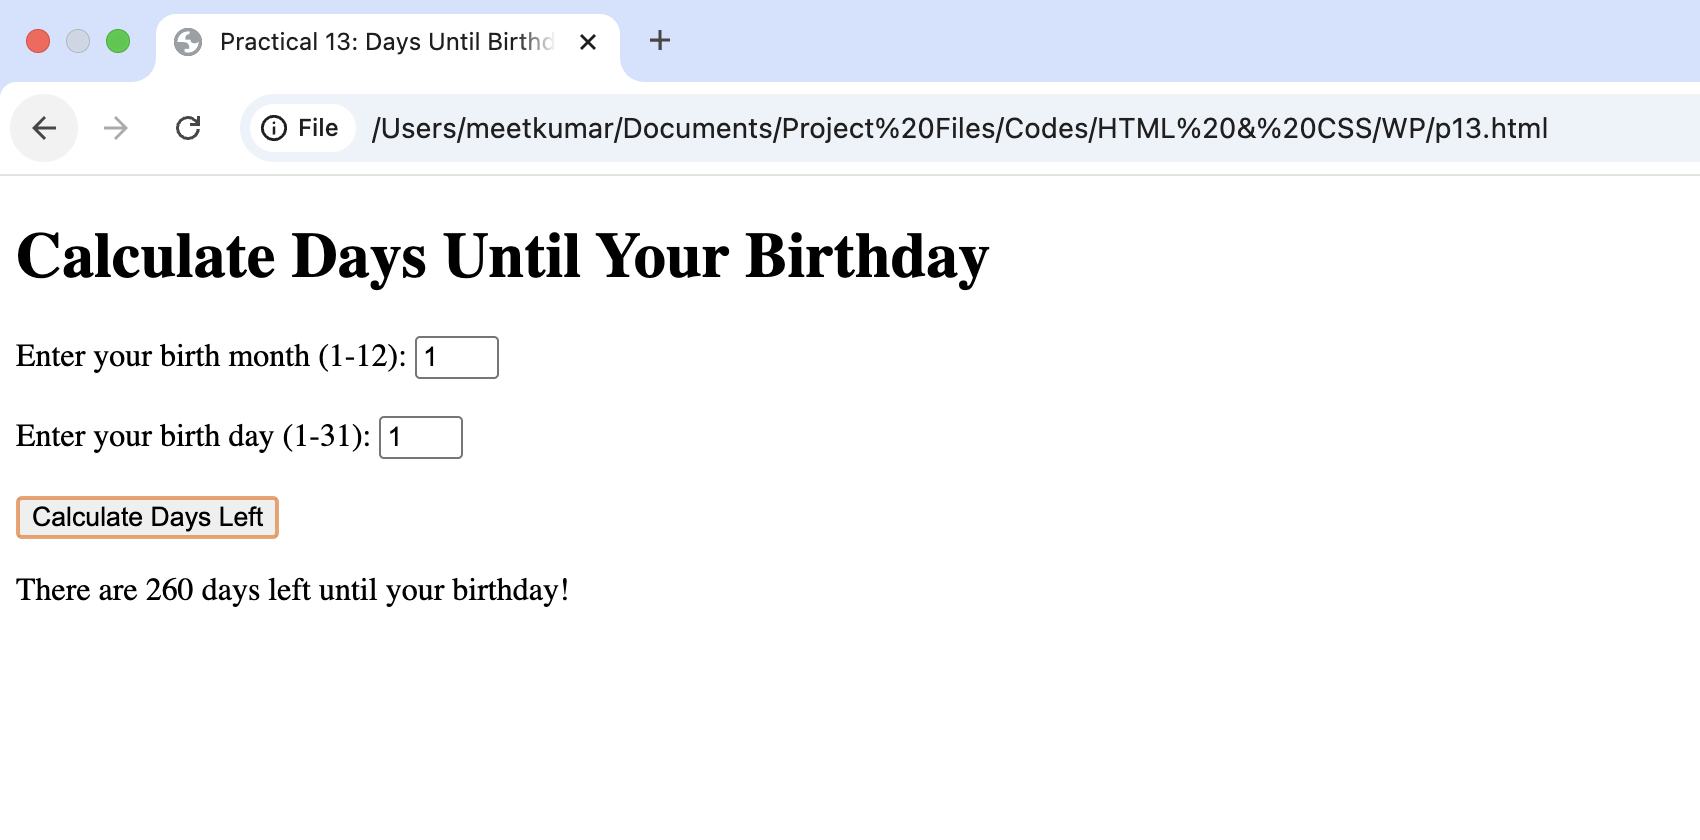 Practical 13: Days Until Birthd
File /Users/meetkumar/Documents/Project%20Files/Codes/HTML%20&%20CSS/WP/p13.html
Calculate Days Until Your Birthday
Enter your birth month (1-12): 1
Enter your birth day (1-31): 1
Calculate Days Left
There are 260 days left until your birthday!